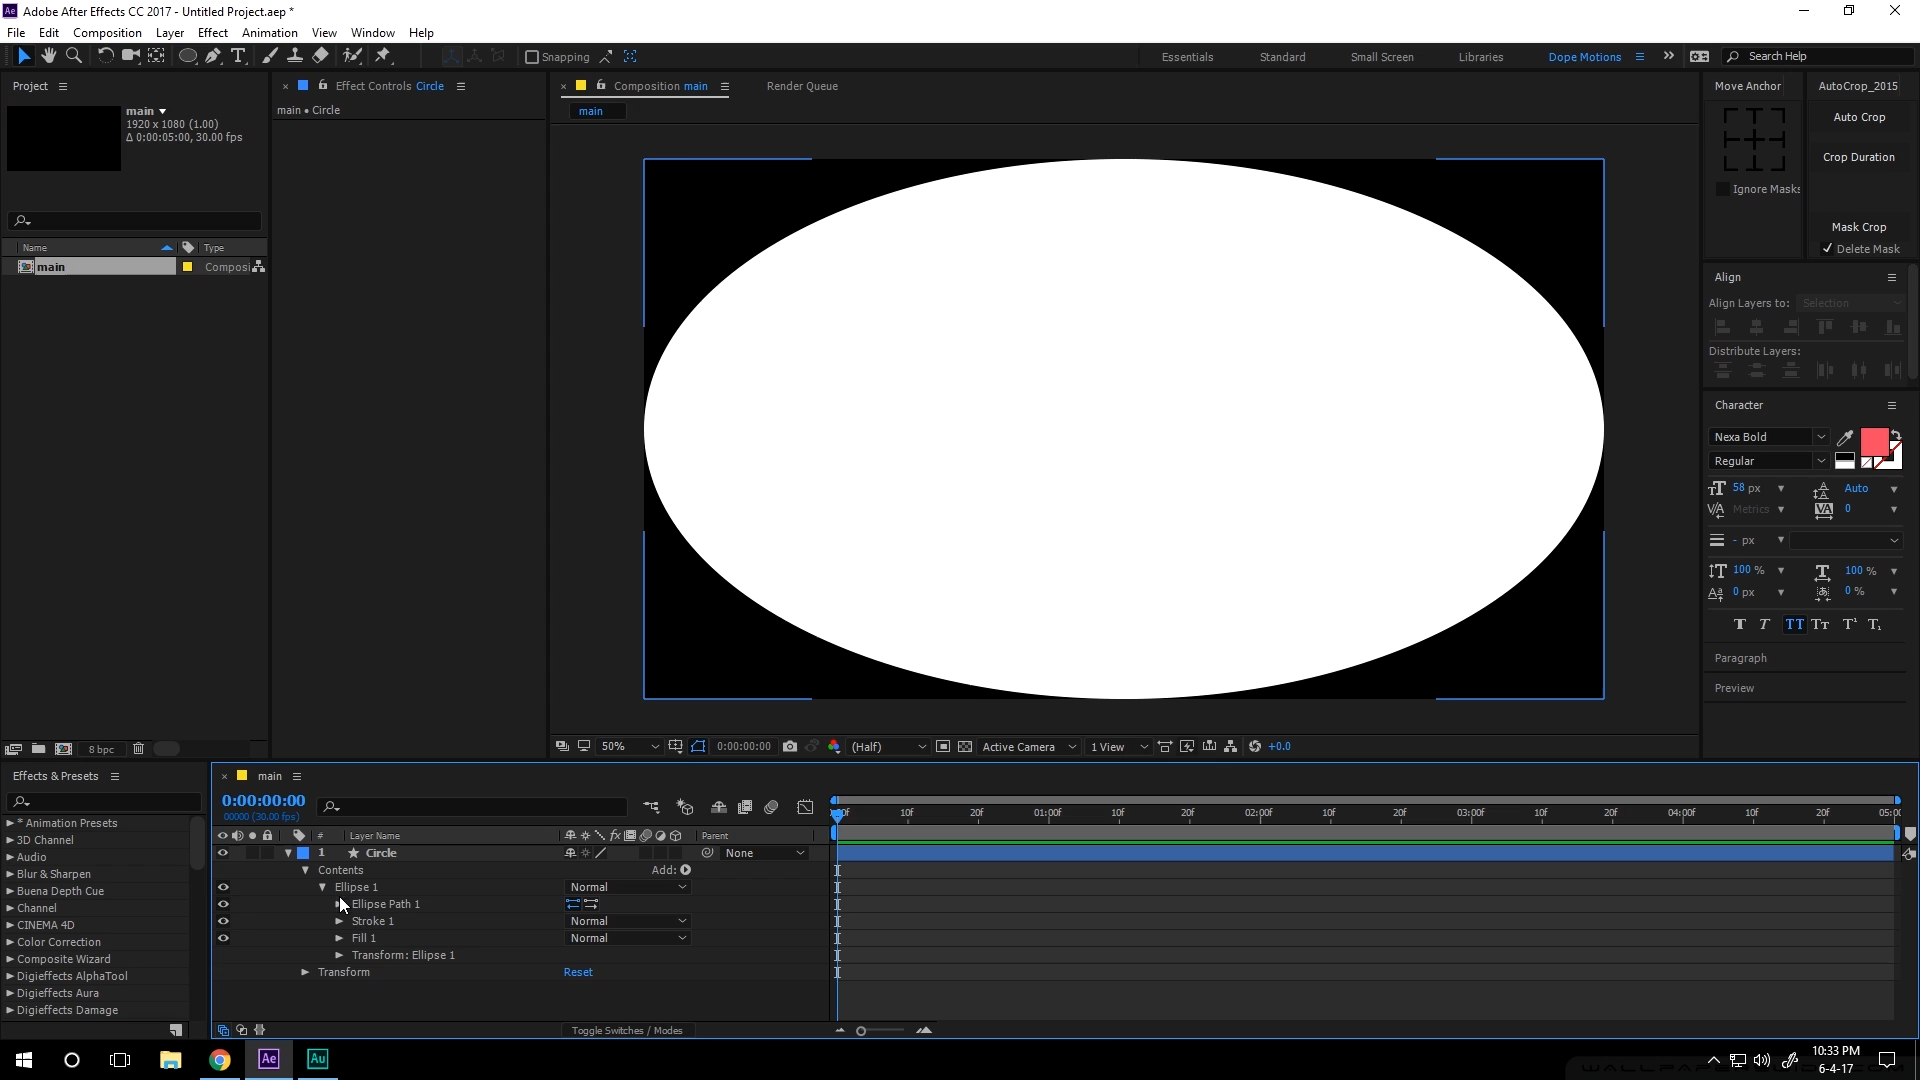 Ae Adobe After Effects CC 2017 - Untitled Project.aep *
File Edit Composition Layer Effect Animation View Window Help
Snapping
Essentials Standard Small Screen Libraries Dope Motions
Search Help
Project
main
1920 x 1080 (1.00)
Δ 0:00:05:00, 30.00 fps
Name Type
main Composi
8 bpc
Effect Controls Circle
main • Circle
Composition main
Render Queue
main
50%
0:00:00:00
(Half)
Active Camera
1 View
+0.0
Move Anchor
Ignore Masks
AutoCrop_2015
Auto Crop
Crop Duration
Mask Crop
Delete Mask
Align
Align Layers to: Selection
Distribute Layers:
Character
Nexa Bold
Regular
58 px Auto
Metrics 0
- px
100 % 100 %
0 px 0 %
T T TT Tт T¹ T₁
Paragraph
Preview
Effects & Presets
* Animation Presets
3D Channel
Audio
Blur & Sharpen
Buena Depth Cue
Channel
CINEMA 4D
Color Correction
Composite Wizard
Digieffects AlphaTool
Digieffects Aura
Digieffects Damage
main
0:00:00:00
00000 (30.00 fps)
# Layer Name Parent
1 Circle None
Contents Add:
Ellipse 1 Normal
Ellipse Path 1
Stroke 1 Normal
Fill 1 Normal
Transform: Ellipse 1
Transform Reset
Toggle Switches / Modes
10f 20f 01:00f 10f 20f 02:00f 10f 20f 03:00f 10f 20f 04:00f 10f 20f 05:00
Ae Au
10:33 PM
6-4-17